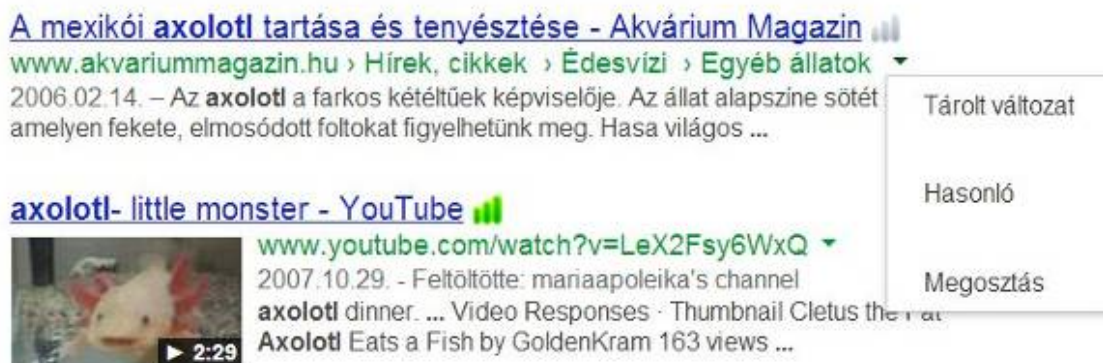 A mexikói axolotl tartása és tenyésztése - Akvárium Magazin
www.akvariummagazin.hu › Hírek, cikkek › Édesvízi › Egyéb állatok
2006.02.14. – Az axolotl a farkos kétéltűek képviselője. Az állat alapszíne sötét
amelyen fekete, elmosódott foltokat figyelhetünk meg. Hasa világos ...
Tárolt változat
Hasonló
Megosztás
axolotl- little monster - YouTube
www.youtube.com/watch?v=LeX2Fsy6WxQ
2007.10.29. - Feltöltötte: mariaapoleika's channel
axolotl dinner. ... Video Responses · Thumbnail Cletus the
Axolotl Eats a Fish by GoldenKram 163 views ...
2:29